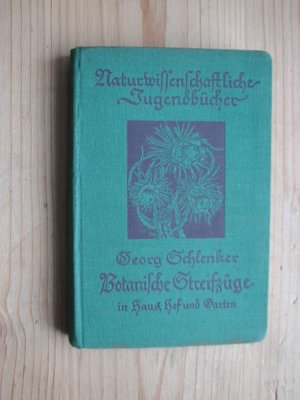 Naturwissenschaftliche
Jugendbücher
Georg Schlenker
Botanische Streifzüge
in Haus, Hof und Garten